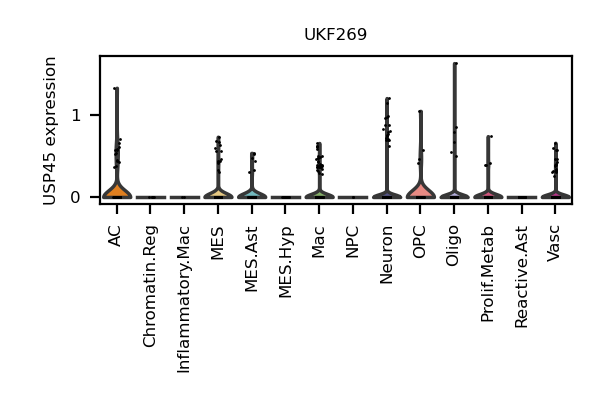 UKF269
USP45 expression
1
0
AC
Chromatin.Reg
Inflammatory.Mac
MES
MES.Ast
MES.Hyp
Mac
NPC
Neuron
OPC
Oligo
Prolif.Metab
Reactive.Ast
Vasc